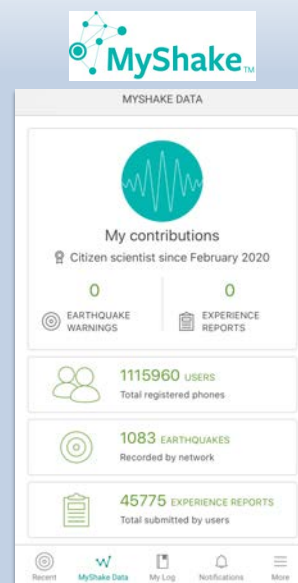 MyShake TM
MYSHAKE DATA
My contributions
Citizen scientist since February 2020
0
EARTHQUAKE
WARNINGS
0
EXPERIENCE
REPORTS
1115960 USERS
Total registered phones
1083 EARTHQUAKES
Recorded by network
45775 EXPERIENCE REPORTS
Total submitted by users
Recent MyShake Data My Log Notifications More